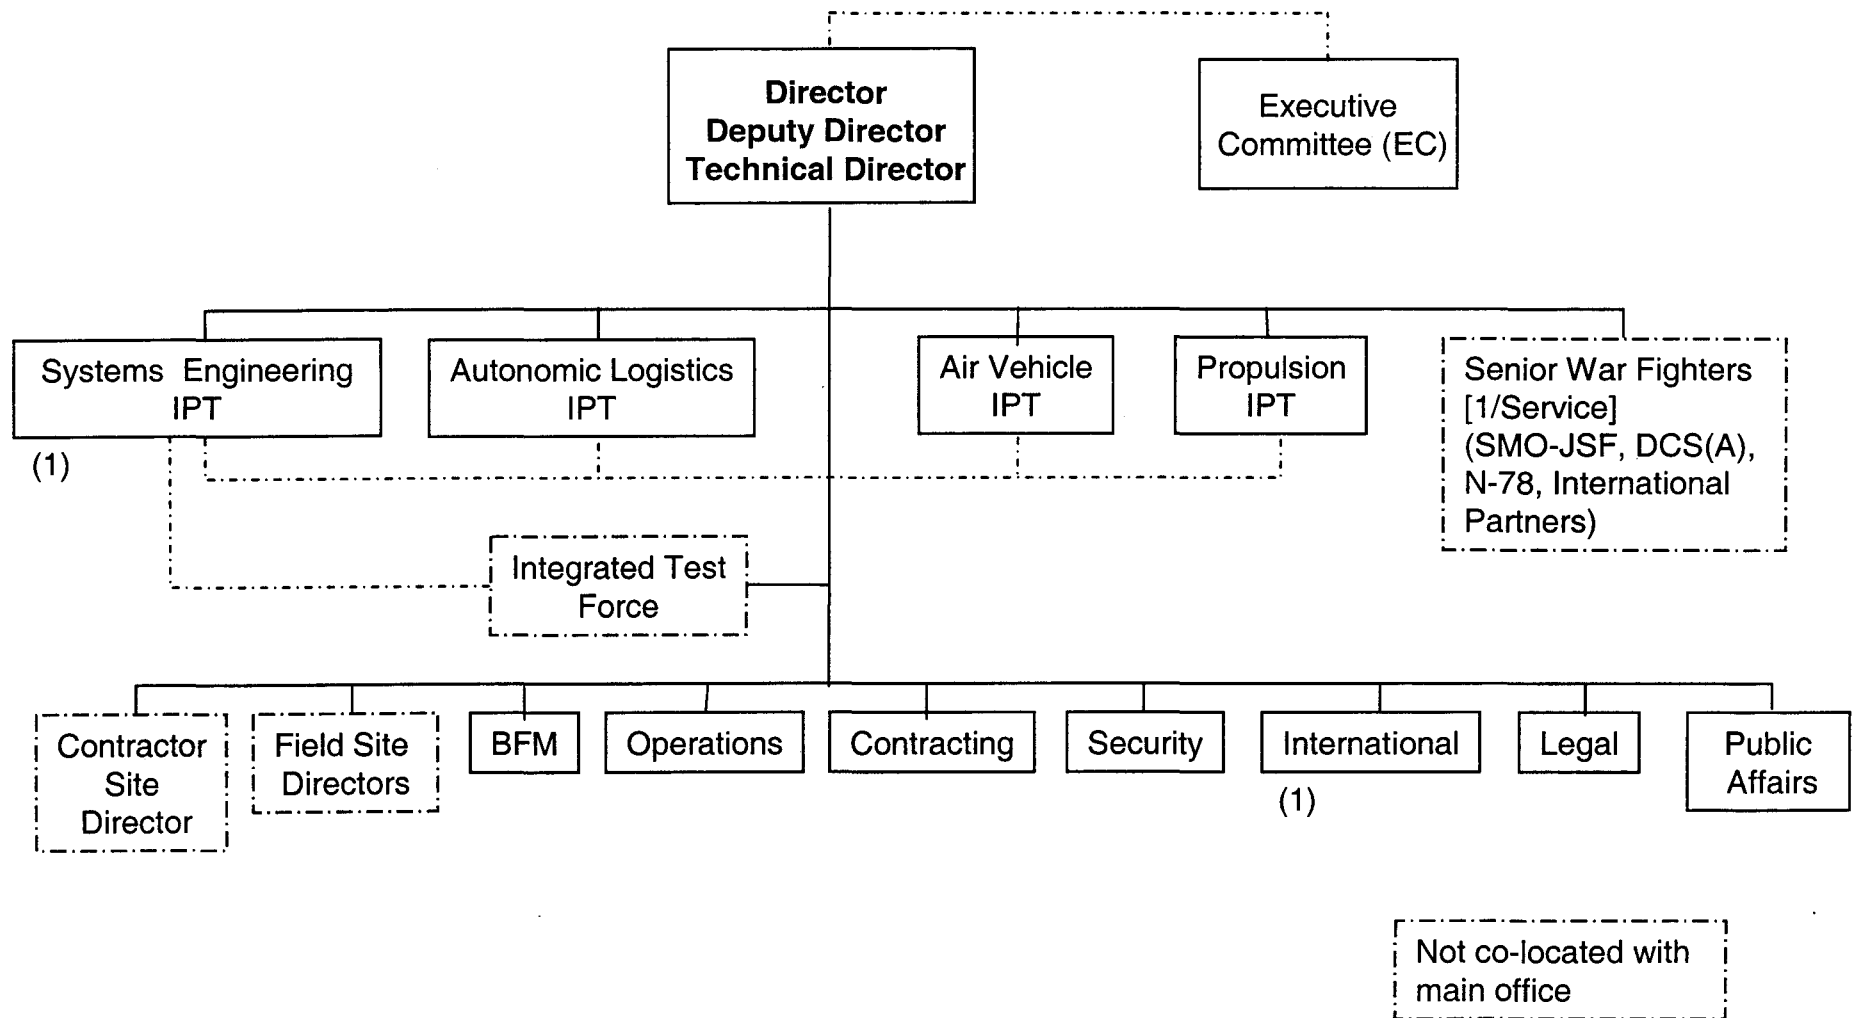 Director
Deputy Director
Technical Director
Executive
Committee (EC)
Systems Engineering
IPT
(1)
Autonomic Logistics
IPT
Air Vehicle
IPT
Propulsion
IPT
Senior War Fighters
[1/Service]
(SMO-JSF, DCS(A),
N-78, International
Partners)
Integrated Test
Force
Contractor
Site
Director
Field Site
Directors
BFM
Operations
Contracting
Security
International
(1)
Legal
Public
Affairs
Not co-located with
main office